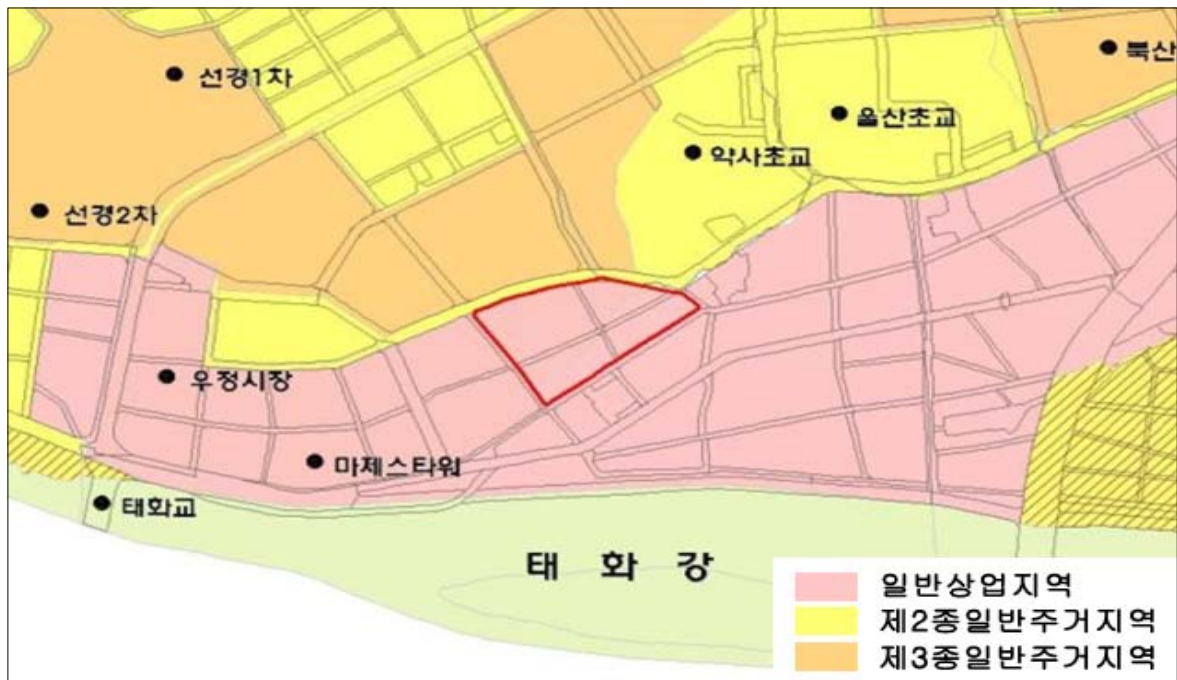 선경1차
북산
울산초교
약사초교
선경2차
우정시장
마제스타워
태화교
태 화 강
일반상업지역
제2종일반주거지역
제3종일반주거지역